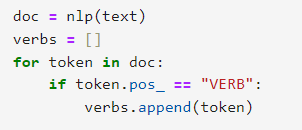 doc = nlp(text)
verbs = []
for token in doc:
    if token.pos_ == "VERB":
        verbs.append(token)